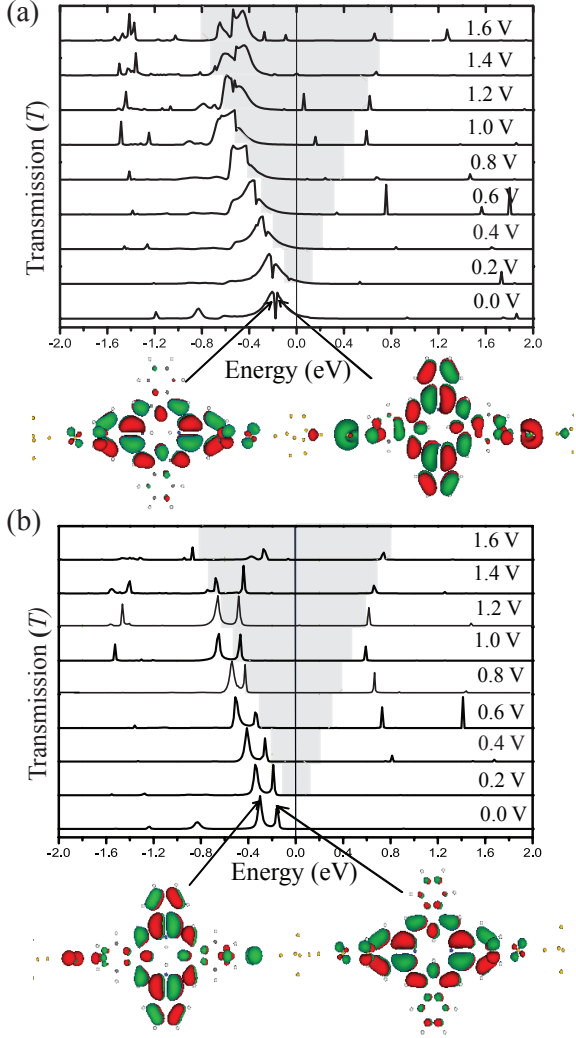 (a)
Transmission (T)
1.6 V
1.4 V
1.2 V
1.0 V
0.8 V
0.6 V
0.4 V
0.2 V
0.0 V
-2.0 -1.6 -1.2 -0.8 -0.4 0.0 0.4 0.8 1.2 1.6 2.0
Energy (eV)
(b)
Transmission (T)
1.6 V
1.4 V
1.2 V
1.0 V
0.8 V
0.6 V
0.4 V
0.2 V
0.0 V
-2.0 -1.6 -1.2 -0.8 -0.4 0.0 0.4 0.8 1.2 1.6 2.0
Energy (eV)